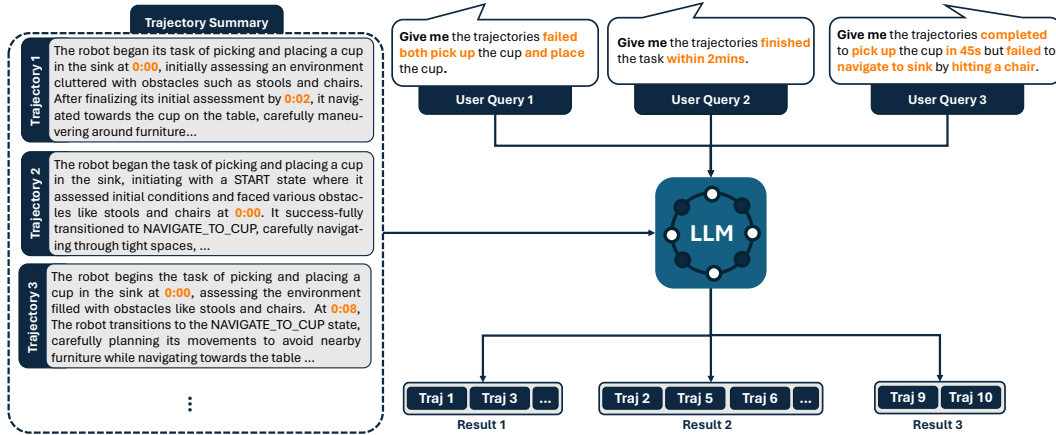 Trajectory Summary
Trajectory 1
The robot began its task of picking and placing a cup
in the sink at 0:00, initially assessing an environment
cluttered with obstacles such as stools and chairs.
After finalizing its initial assessment by 0:02, it navig-
ated towards the cup on the table, carefully maneu-
vering around furniture...
Trajectory 2
The robot began the task of picking and placing a cup
in the sink, initiating with a START state where it
assessed initial conditions and faced various obstac-
les like stools and chairs at 0:00. It success-fully
transitioned to NAVIGATE_TO_CUP, carefully navigat-
ing through tight spaces, ...
Trajectory 3
The robot begins the task of picking and placing a
cup in the sink at 0:00, assessing the environment
filled with obstacles like stools and chairs. At 0:08,
The robot transitions to the NAVIGATE_TO_CUP state,
carefully planning its movements to avoid nearby
furniture while navigating towards the table ...
Give me the trajectories failed
both pick up the cup and place
the cup.
User Query 1
Give me the trajectories finished
the task within 2mins.
User Query 2
Give me the trajectories completed
to pick up the cup in 45s but failed to
navigate to sink by hitting a chair.
User Query 3
LLM
Traj 1 Traj 3 ...
Result 1
Traj 2 Traj 5 Traj 6 ...
Result 2
Traj 9 Traj 10
Result 3